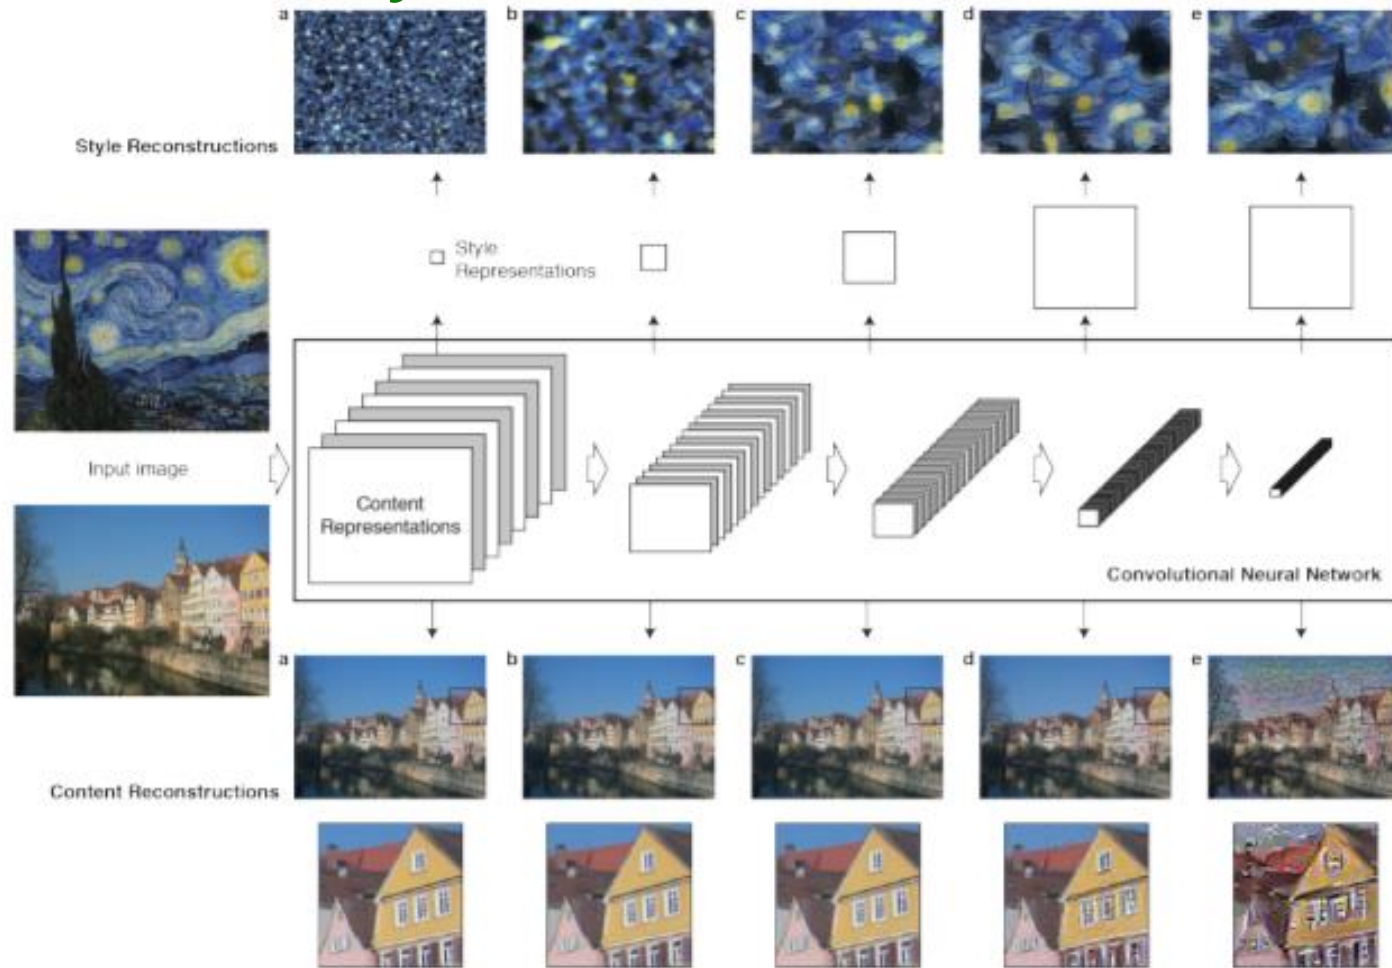 a
b
c
d
e
Style Reconstructions
Style
Representations
Input image
Content
Representations
Convolutional Neural Network
a
b
c
d
e
Content Reconstructions